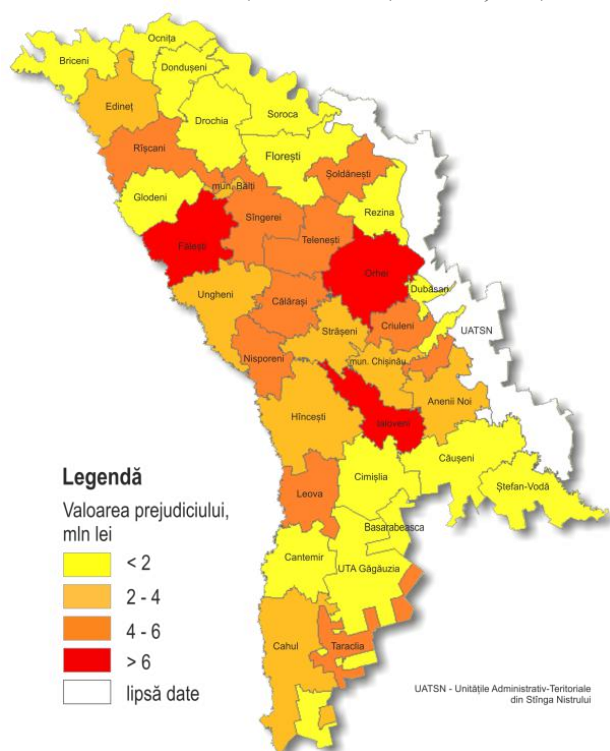 Ocnița
Briceni
Dondușeni
Edineț
Drochia
Soroca
Rîșcani
Florești
Șoldănești
mun. Bălți
Glodeni
Sîngerei
Rezina
Telenești
Fălești
Orhei
Dubăsari
Ungheni
Călărași
Criuleni
Strășeni
UATSN
Nisporeni
mun. Chișinău
Anenii Noi
Hîncești
Ialoveni
Căușeni
Cimișlia
Ștefan-Vodă
Leova
Basarabeasca
Cantemir
UTA Găgăuzia
Cahul
Taraclia
Legendă
Valoarea prejudiciului,
mln lei
< 2
2 - 4
4 - 6
> 6
lipsă date
UATSN - Unitățile Administrativ-Teritoriale
din Stînga Nistrului